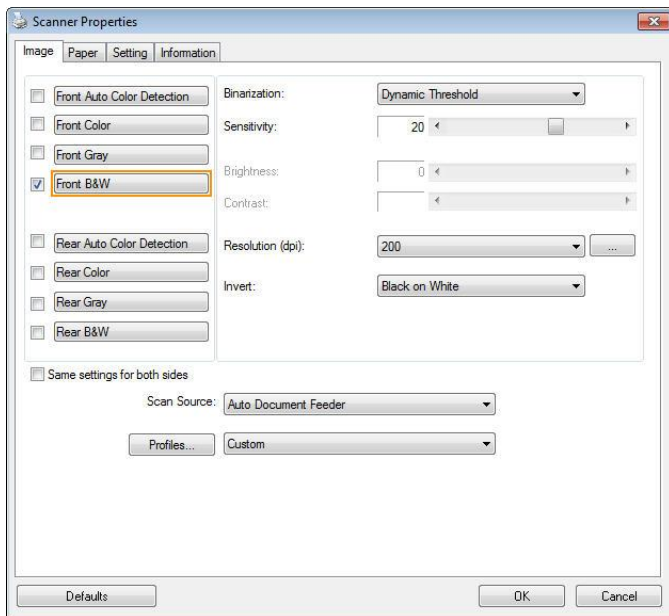 Scanner Properties
Image Paper Setting Information
Front Auto Color Detection
Front Color
Front Gray
Front B&W
Rear Auto Color Detection
Rear Color
Rear Gray
Rear B&W
Binarization: Dynamic Threshold
Sensitivity: 20
Brightness: 0
Contrast:
Resolution (dpi): 200 ...
Invert: Black on White
Same settings for both sides
Scan Source: Auto Document Feeder
Profiles... Custom
Defaults OK Cancel